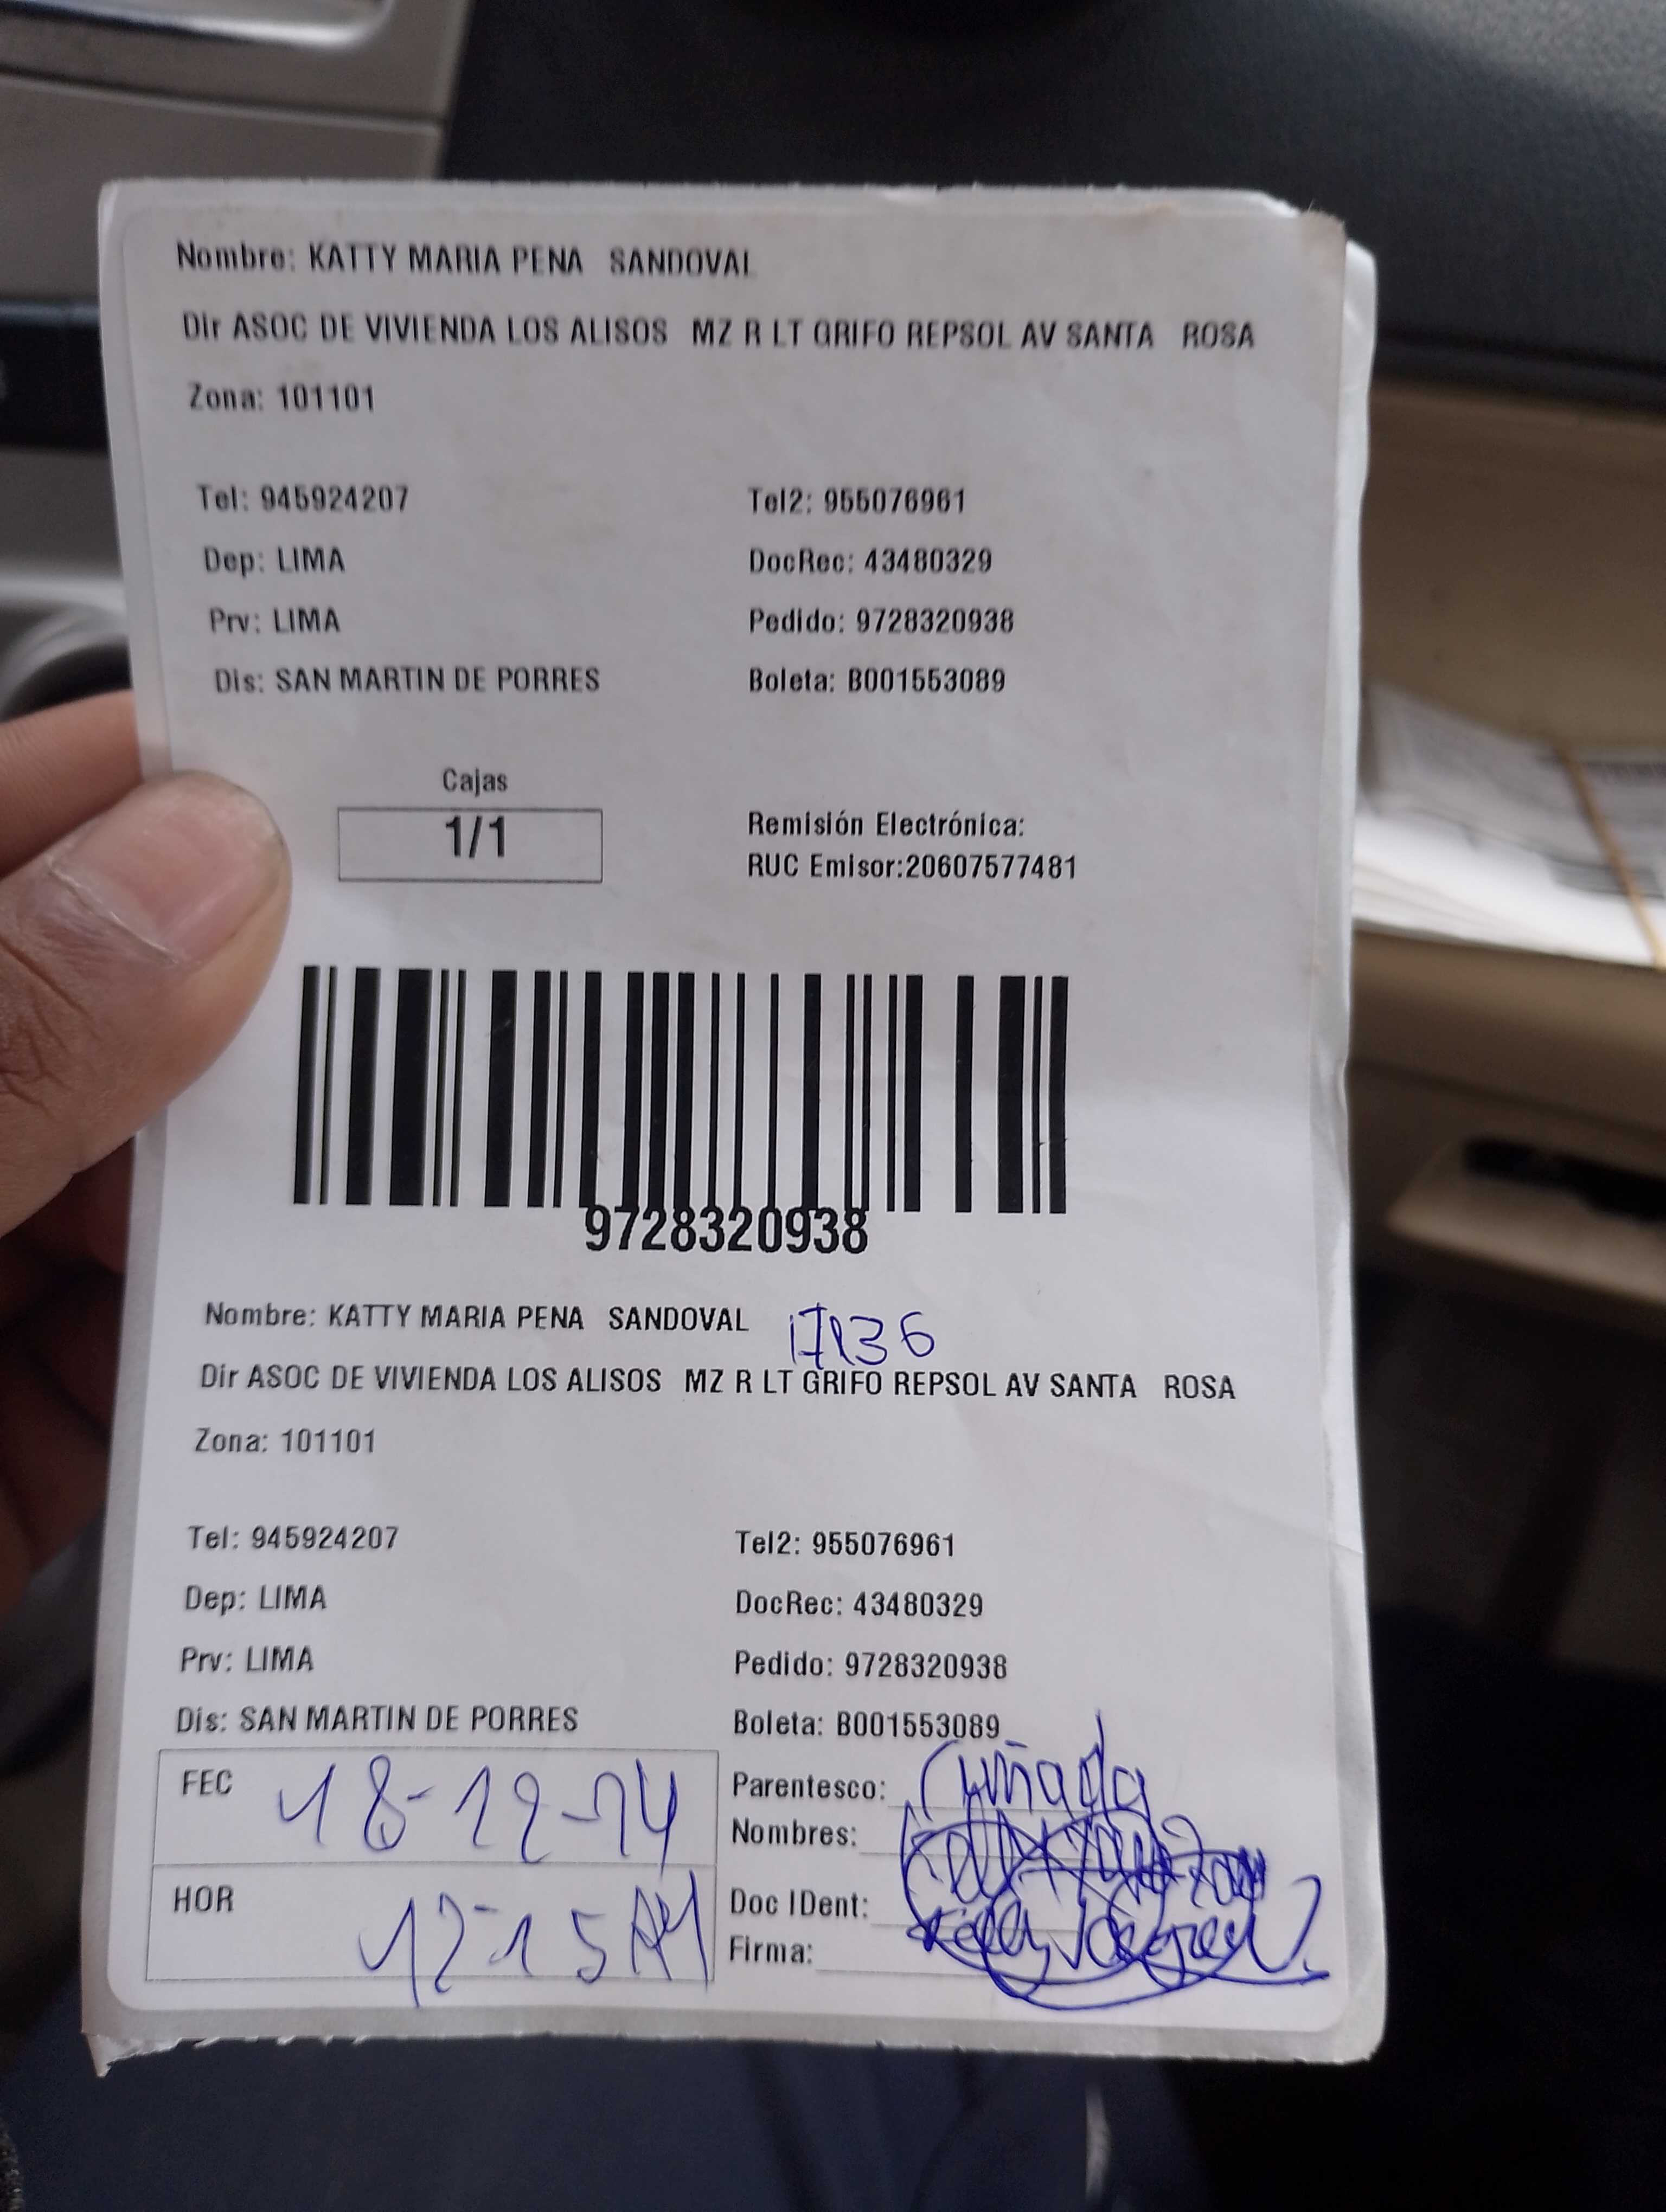 Nombre: KATTY MARIA PENA SANDOVAL
Dir ASOC DE VIVIENDA LOS ALISOS MZ R LT GRIFO REPSOL AV SANTA ROSA
Zona: 101101
Tel: 945924207 Tel2: 955076961
Dep: LIMA DocRec: 43480329
Prv: LIMA Pedido: 9728320938
Dis: SAN MARTIN DE PORRES Boleta: B001553089
Cajas
1/1
Remisión Electrónica:
RUC Emisor:20607577481
9728320938
Nombre: KATTY MARIA PENA SANDOVAL
Dir ASOC DE VIVIENDA LOS ALISOS MZ R LT GRIFO REPSOL AV SANTA ROSA
Zona: 101101
Tel: 945924207 Tel2: 955076961
Dep: LIMA DocRec: 43480329
Prv: LIMA Pedido: 9728320938
Dis: SAN MARTIN DE PORRES Boleta: B001553089
FEC
HOR
Parentesco: Cuñada
Nombres:
Doc IDent:
Firma: